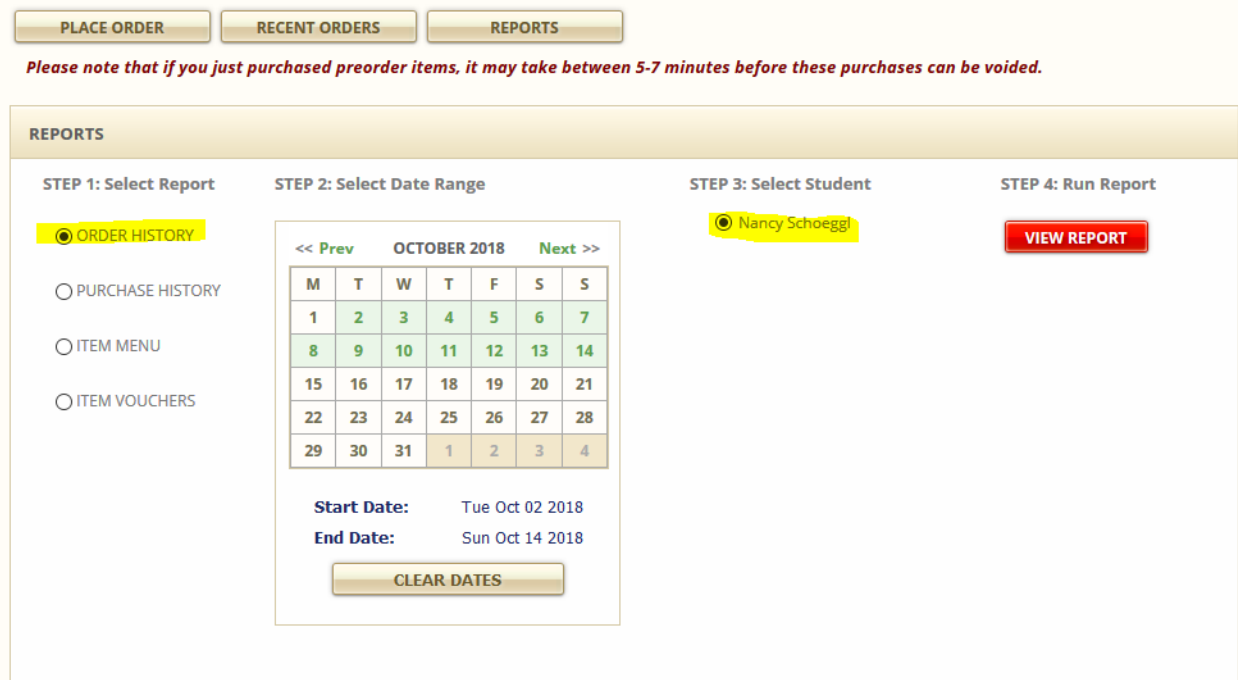 PLACE ORDER RECENT ORDERS REPORTS
Please note that if you just purchased preorder items, it may take between 5-7 minutes before these purchases can be voided.
REPORTS
STEP 1: Select Report
ORDER HISTORY
PURCHASE HISTORY
ITEM MENU
ITEM VOUCHERS
STEP 2: Select Date Range
<< Prev OCTOBER 2018 Next >>
M T W T F S S
1 2 3 4 5 6 7
8 9 10 11 12 13 14
15 16 17 18 19 20 21
22 23 24 25 26 27 28
29 30 31 1 2 3 4
Start Date: Tue Oct 02 2018
End Date: Sun Oct 14 2018
CLEAR DATES
STEP 3: Select Student
Nancy Schoeggl
STEP 4: Run Report
VIEW REPORT